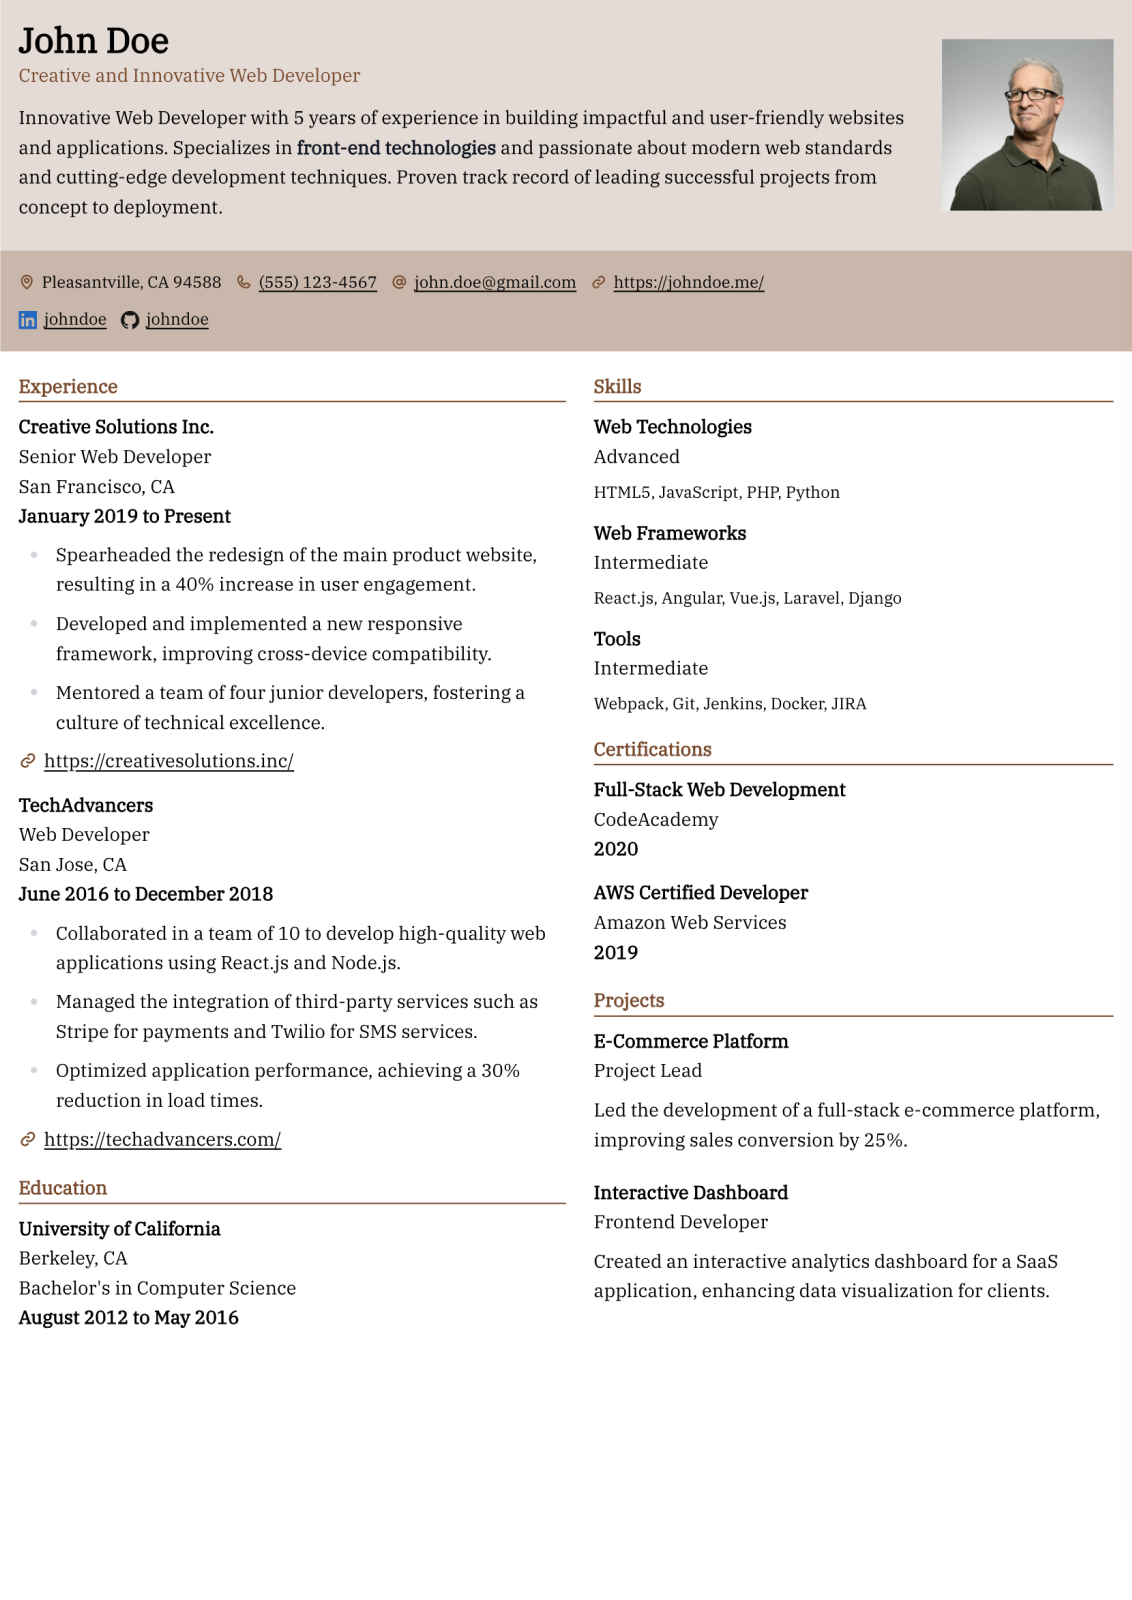 John Doe
Creative and Innovative Web Developer
Innovative Web Developer with 5 years of experience in building impactful and user-friendly websites
and applications. Specializes in front-end technologies and passionate about modern web standards
and cutting-edge development techniques. Proven track record of leading successful projects from
concept to deployment.
Pleasantville, CA 94588 (555) 123-4567 john.doe@gmail.com https://johndoe.me/
johndoe johndoe
Experience
Creative Solutions Inc.
Senior Web Developer
San Francisco, CA
January 2019 to Present
Spearheaded the redesign of the main product website,
resulting in a 40% increase in user engagement.
Developed and implemented a new responsive
framework, improving cross-device compatibility.
Mentored a team of four junior developers, fostering a
culture of technical excellence.
https://creativesolutions.inc/
TechAdvancers
Web Developer
San Jose, CA
June 2016 to December 2018
Collaborated in a team of 10 to develop high-quality web
applications using React.js and Node.js.
Managed the integration of third-party services such as
Stripe for payments and Twilio for SMS services.
Optimized application performance, achieving a 30%
reduction in load times.
https://techadvancers.com/
Education
University of California
Berkeley, CA
Bachelor's in Computer Science
August 2012 to May 2016
Skills
Web Technologies
Advanced
HTML5, JavaScript, PHP, Python
Web Frameworks
Intermediate
React.js, Angular, Vue.js, Laravel, Django
Tools
Intermediate
Webpack, Git, Jenkins, Docker, JIRA
Certifications
Full-Stack Web Development
CodeAcademy
2020
AWS Certified Developer
Amazon Web Services
2019
Projects
E-Commerce Platform
Project Lead
Led the development of a full-stack e-commerce platform,
improving sales conversion by 25%.
Interactive Dashboard
Frontend Developer
Created an interactive analytics dashboard for a SaaS
application, enhancing data visualization for clients.